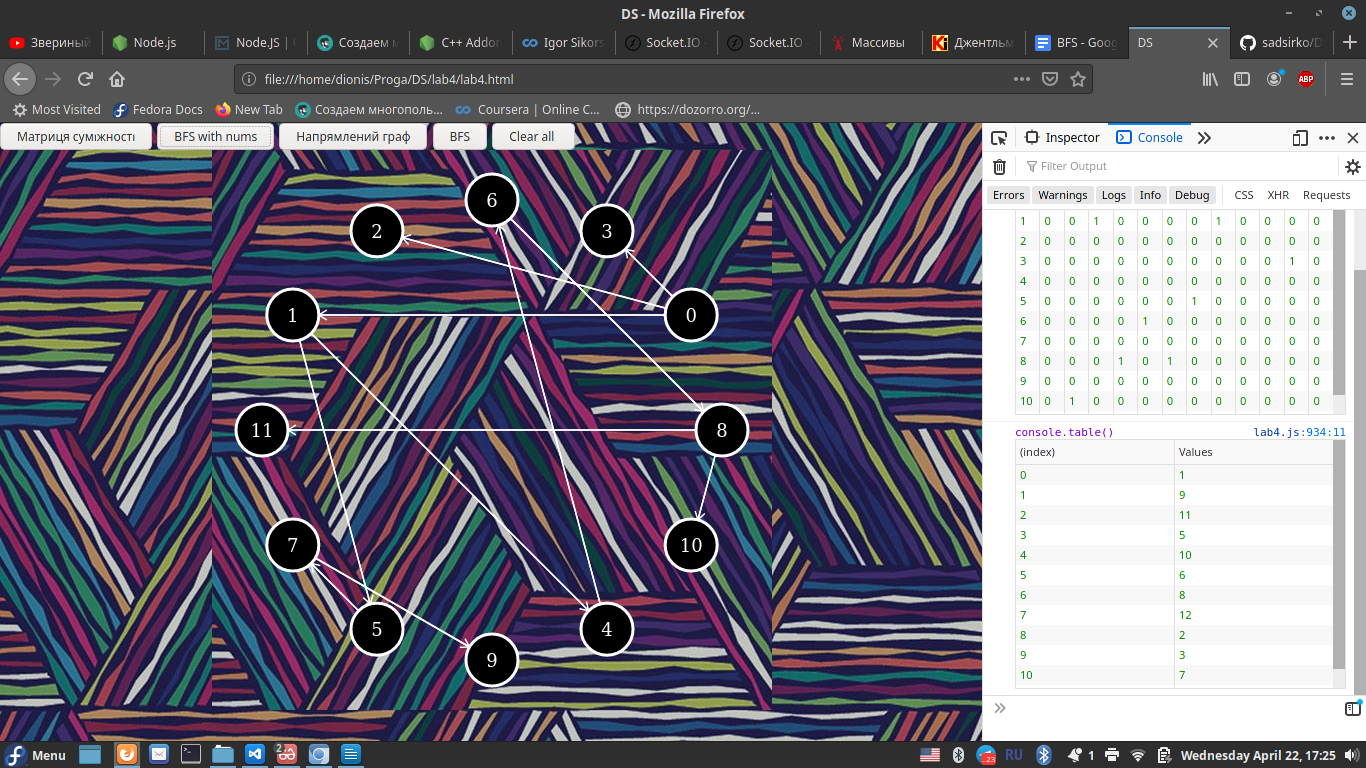 DS - Mozilla Firefox
Звериный
Node.js
Node.JS | (
Создаем м
C++ Addon
Igor Sikors
Socket.IO -
Socket.IO -
Массивы
Джентльм
BFS - Goog
DS
sadsirko/D
file:///home/dionis/Proga/DS/lab4/lab4.html
ABP
Most Visited
Fedora Docs
New Tab
Создаем многополь...
Coursera | Online C...
https://dozorro.org/...
Матриця суміжності
BFS with nums
Напрямлений граф
BFS
Clear all
6
2
3
1
0
11
8
7
10
5
4
9
Inspector
Console
Filter Output
Errors
Warnings
Logs
Info
Debug
CSS
XHR
Requests
1 0 0 1 0 0 0 0 1 0 0 0 0
2 0 0 0 0 0 0 0 0 0 0 0 0
3 0 0 0 0 0 0 0 0 0 0 1 0
4 0 0 0 0 0 0 0 0 0 0 0 0
5 0 0 0 0 0 0 1 0 0 0 0 0
6 0 0 0 0 1 0 0 0 0 0 0 0
7 0 0 0 0 0 0 0 0 0 0 0 0
8 0 0 0 1 0 1 0 0 0 0 0 0
9 0 0 0 0 0 0 0 0 0 0 0 0
10 0 1 0 0 0 0 0 0 0 0 0 0
console.table() lab4.js:934:11
(index) Values
0 1
1 9
2 11
3 5
4 10
5 6
6 8
7 12
8 2
9 3
10 7
Menu
2
23
RU
1
Wednesday April 22, 17:25